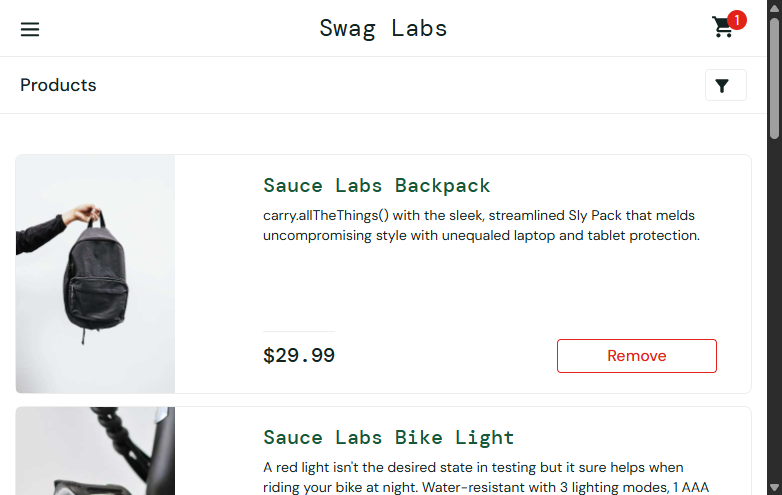 Swag Labs
1
Products
Sauce Labs Backpack
carry.allTheThings() with the sleek, streamlined Sly Pack that melds
uncompromising style with unequaled laptop and tablet protection.
$29.99
Remove
Sauce Labs Bike Light
A red light isn't the desired state in testing but it sure helps when
riding your bike at night. Water-resistant with 3 lighting modes, 1 AAA